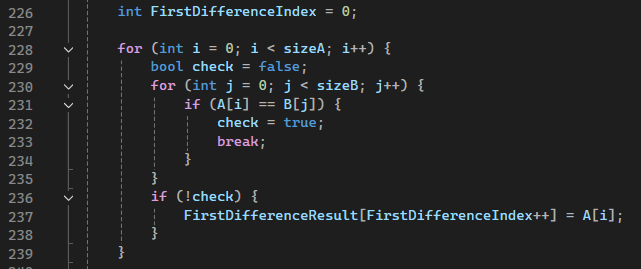 226 int FirstDifferenceIndex = 0;
227
228 for (int i = 0; i < sizeA; i++) {
229 bool check = false;
230 for (int j = 0; j < sizeB; j++) {
231 if (A[i] == B[j]) {
232 check = true;
233 break;
234 }
235 }
236 if (!check) {
237 FirstDifferenceResult[FirstDifferenceIndex++] = A[i];
238 }
239 }